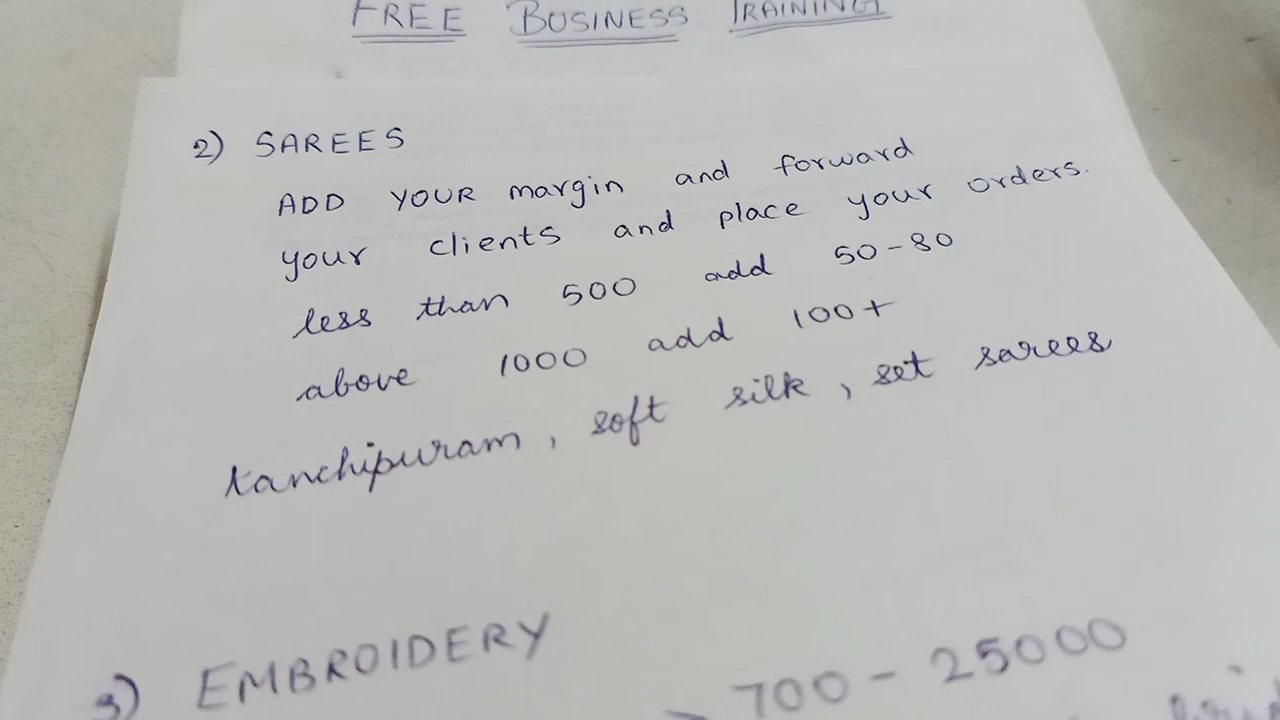 FREE BUSINESS TRAINING
2) SAREES
ADD YOUR margin and forward
your clients and place your orders.
less than 500 add 50-80
above 1000 add 100+
kanchipuram, soft silk, set sarees
3) EMBROIDERY
- 700 - 25000